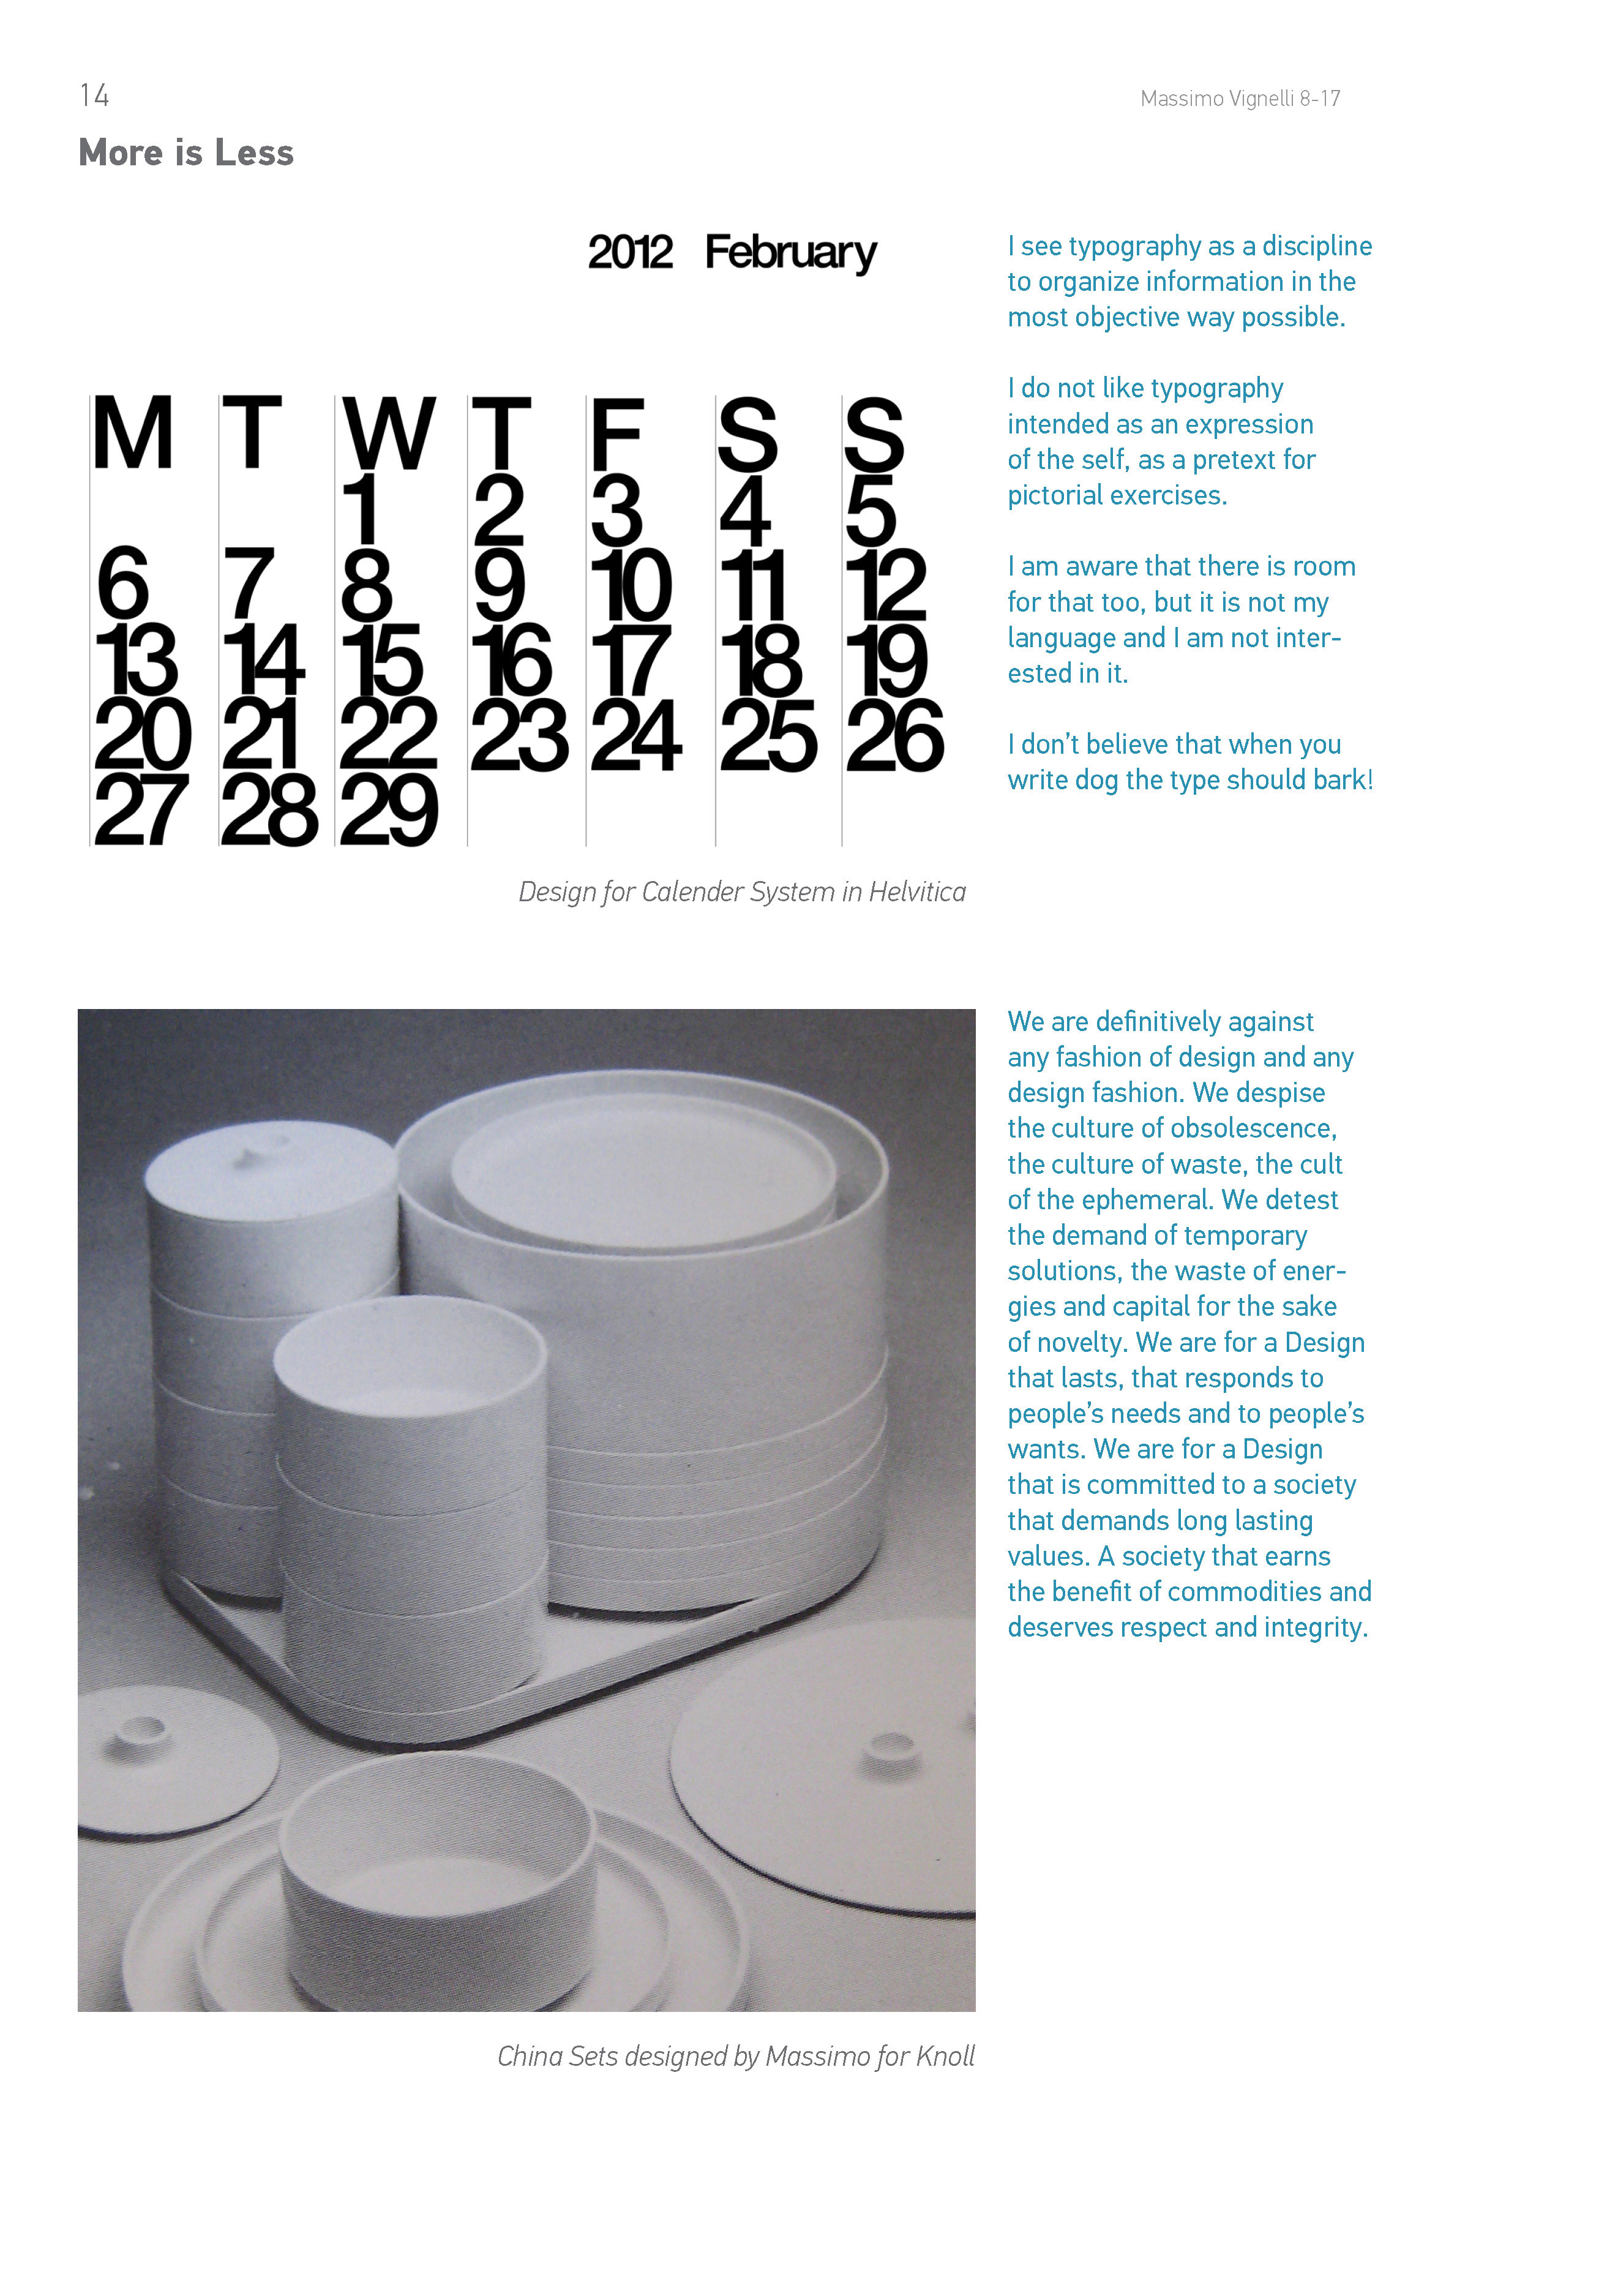 14
Massimo Vignelli 8-17
More is Less
2012 February
M T W T F S S
1 2 3 4 5
6 7 8 9 10 11 12
13 14 15 16 17 18 19
20 21 22 23 24 25 26
27 28 29
Design for Calender System in Helvitica
I see typography as a discipline
to organize information in the
most objective way possible.
I do not like typography
intended as an expression
of the self, as a pretext for
pictorial exercises.
I am aware that there is room
for that too, but it is not my
language and I am not inter-
ested in it.
I don’t believe that when you
write dog the type should bark!
We are definitively against
any fashion of design and any
design fashion. We despise
the culture of obsolescence,
the culture of waste, the cult
of the ephemeral. We detest
the demand of temporary
solutions, the waste of ener-
gies and capital for the sake
of novelty. We are for a Design
that lasts, that responds to
people’s needs and to people’s
wants. We are for a Design
that is committed to a society
that demands long lasting
values. A society that earns
the benefit of commodities and
deserves respect and integrity.
China Sets designed by Massimo for Knoll